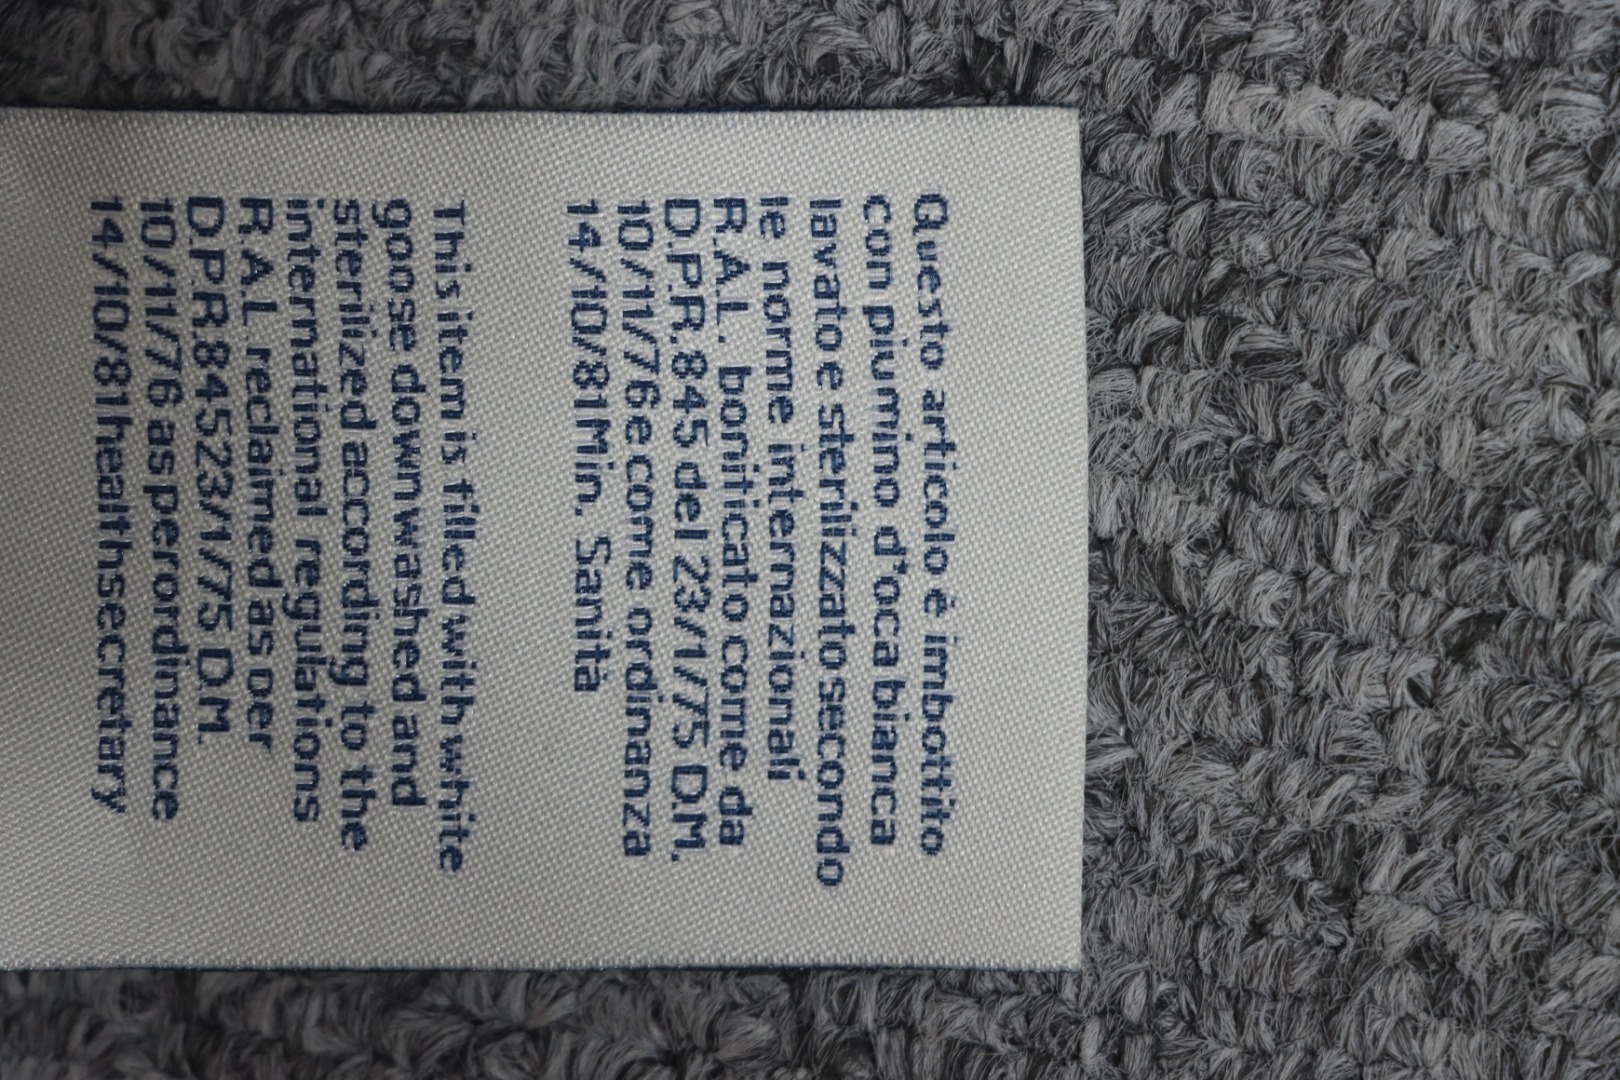 Questo articolo è imbottito
con piumino d'oca bianca
lavato e sterilizzato secondo
le norme internazionali
R.A.L. bonificato come da
D.P.R. 845 del 23/1/75 D.M.
10/11/76 e come ordinanza
14/10/81 Min. Sanità
This item is filled with white
goose down washed and
sterilized according to the
international regulations
R.A.L. reclaimed as per
D.P.R. 845 23/1/75 D.M.
10/11/76 as per ordinance
14/10/81 health secretary